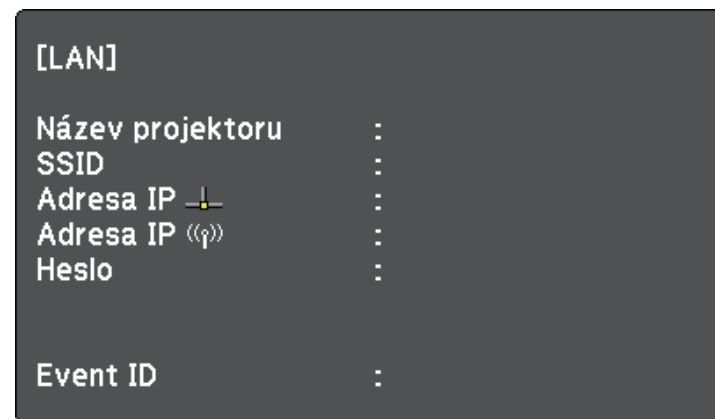 [LAN]
Název projektoru :
SSID :
Adresa IP :
Adresa IP :
Heslo :
Event ID :